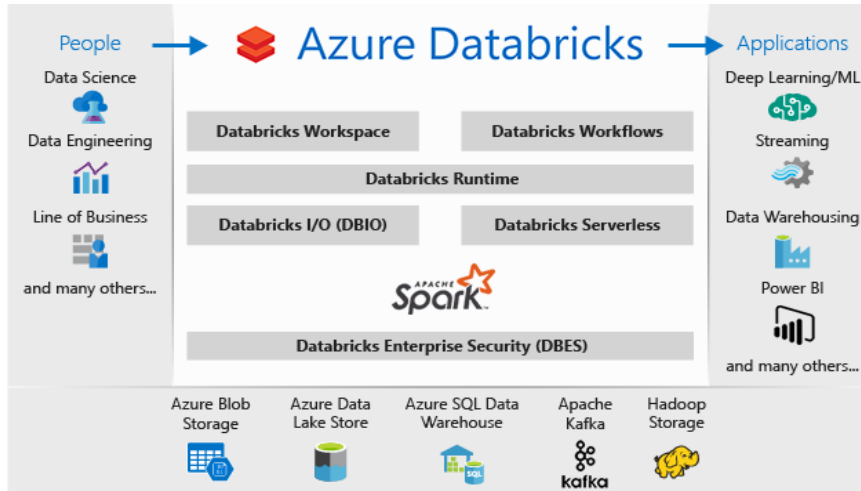 People
Azure Databricks
Applications
Data Science
Data Engineering
Line of Business
and many others...
Databricks Workspace
Databricks Workflows
Databricks Runtime
Databricks I/O (DBIO)
Databricks Serverless
APACHE
Spark
Databricks Enterprise Security (DBES)
Deep Learning/ML
Streaming
Data Warehousing
Power BI
and many others...
Azure Blob
Storage
Azure Data
Lake Store
Azure SQL Data
Warehouse
SQL
Apache
Kafka
kafka
Hadoop
Storage